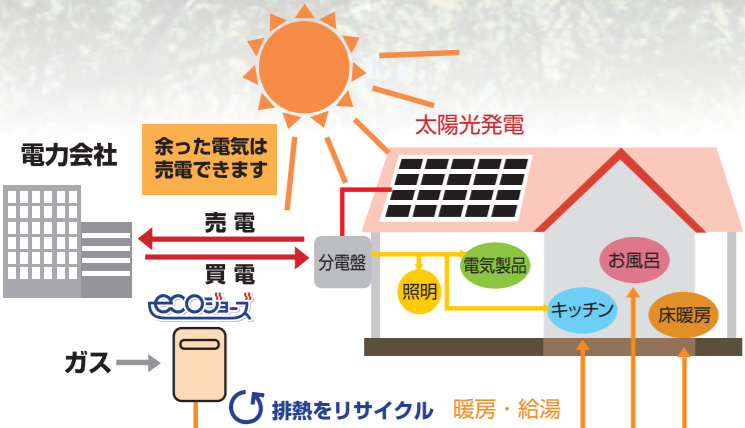 太陽光発電
電力会社
余った電気は
売電できます
売電
買電
分電盤
電気製品
照明
お風呂
キッチン
床暖房
ecoジョーズ
ガス
排熱をリサイクル
暖房・給湯